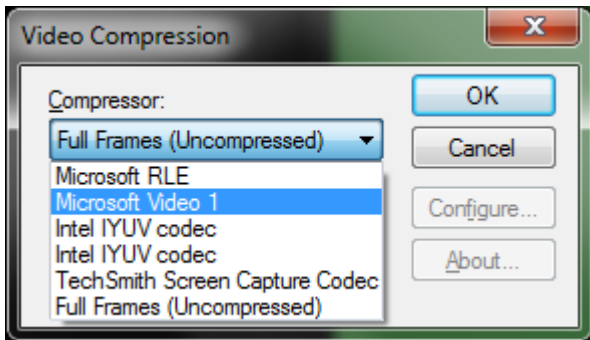 Video Compression
Compressor:
Full Frames (Uncompressed)
Microsoft RLE
Microsoft Video 1
Intel IYUV codec
Intel IYUV codec
TechSmith Screen Capture Codec
Full Frames (Uncompressed)
OK
Cancel
Configure...
About...